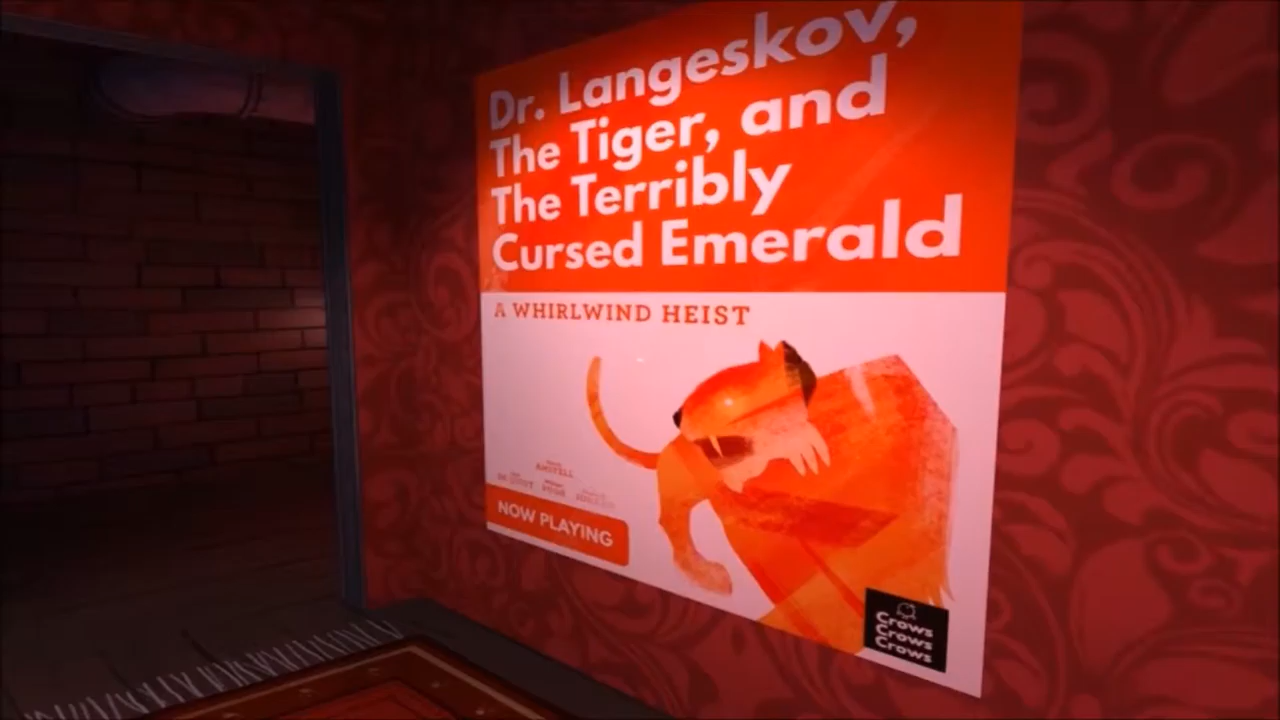 Dr. Langeskov,
The Tiger, and
The Terribly
Cursed Emerald
A WHIRLWIND HEIST
NOW PLAYING
Crows
Crows
Crows